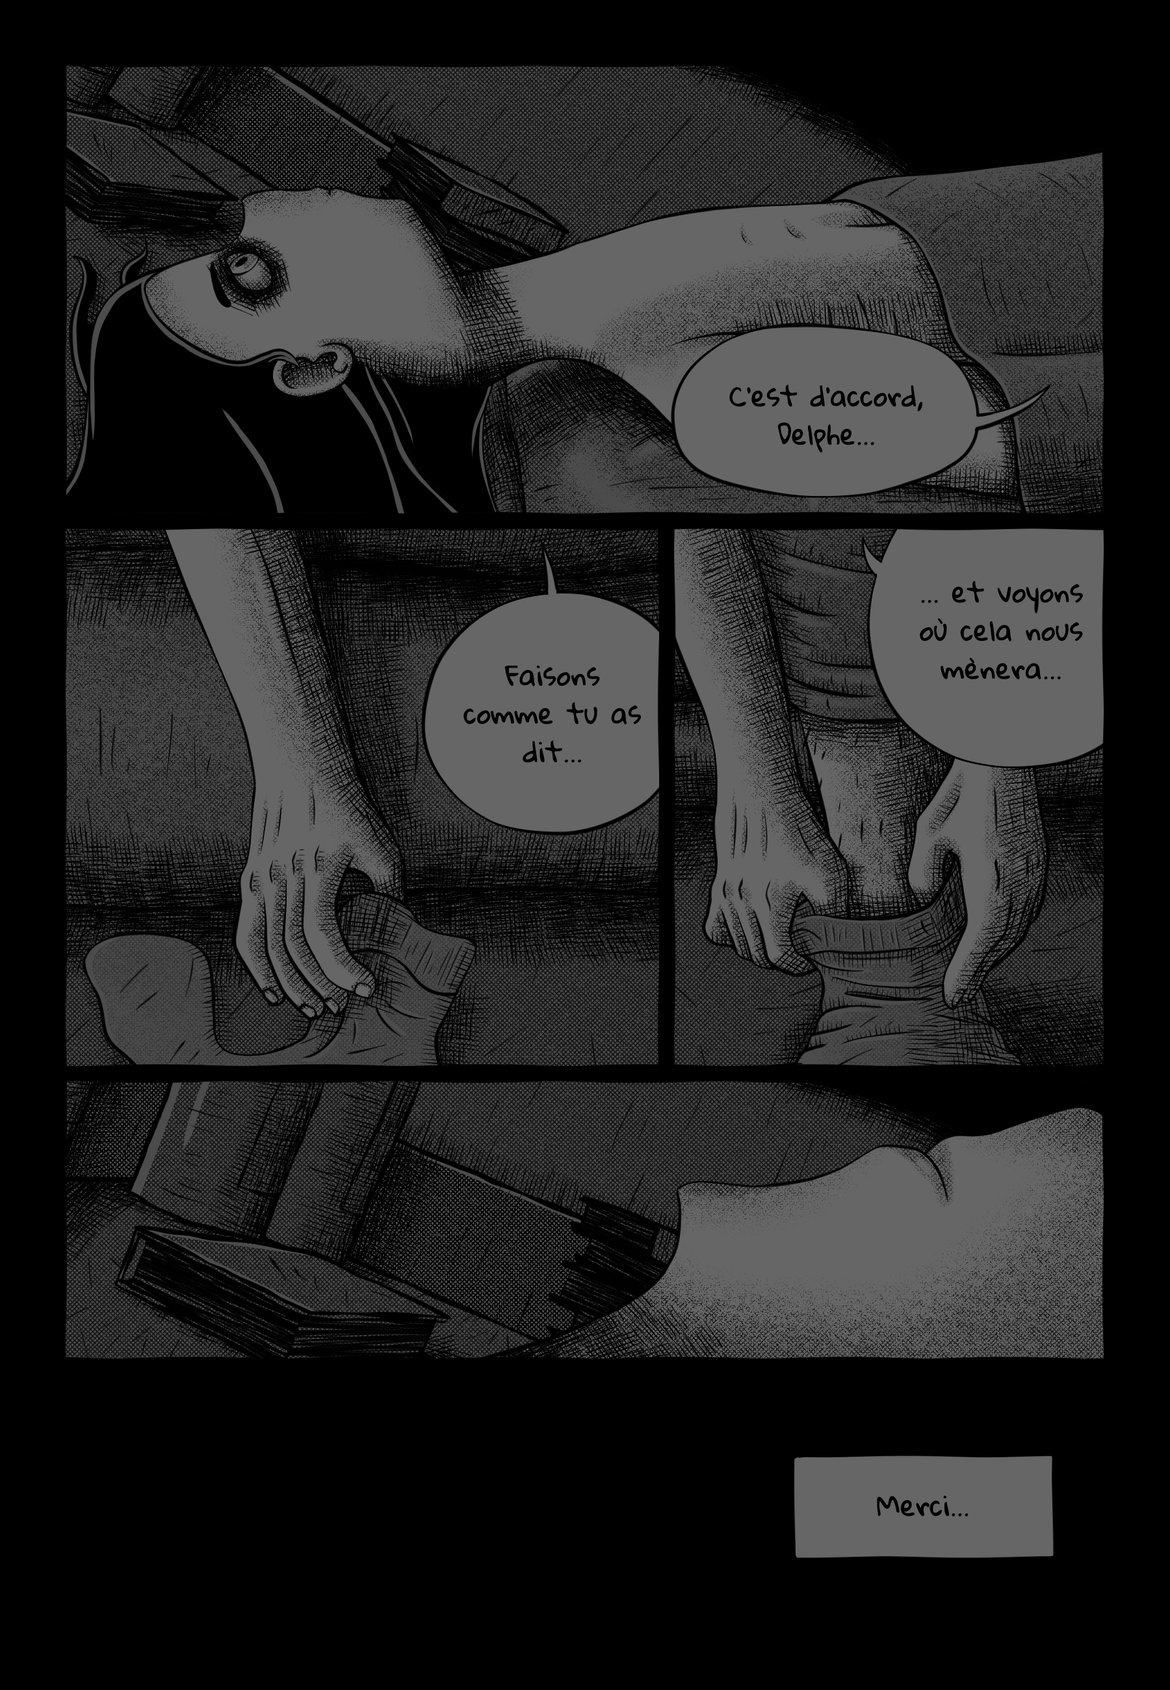 C'est d'accord,
Delphe...
Faisons
comme tu as
dit...
... et voyons
où cela nous
mènera...
Merci...